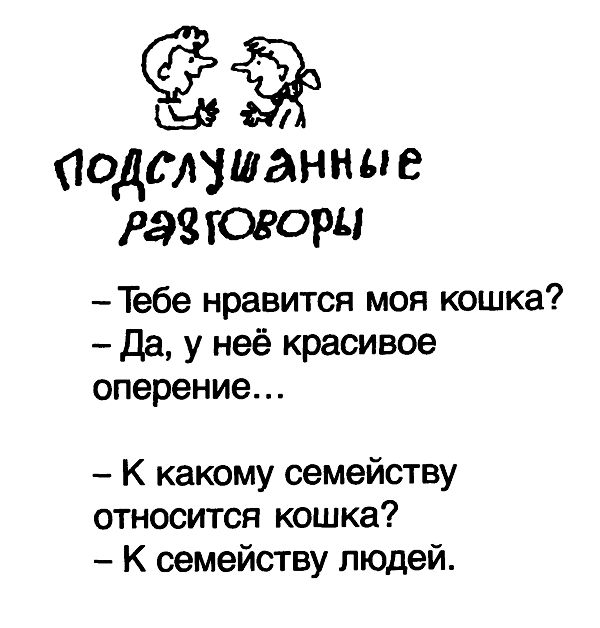 ПОДСЛУШАННЫЕ
РАЗГОВОРЫ
– Тебе нравится моя кошка?
– Да, у неё красивое
оперение...
– К какому семейству
относится кошка?
– К семейству людей.